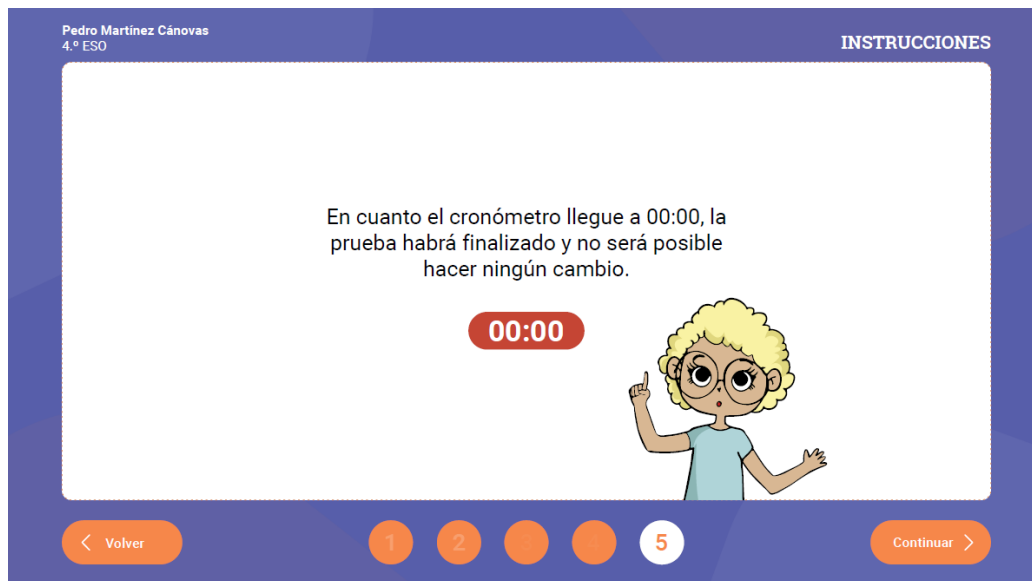 Pedro Martínez Cánovas
4.º ESO
INSTRUCCIONES
En cuanto el cronómetro llegue a 00:00, la
prueba habrá finalizado y no será posible
hacer ningún cambio.
00:00
Volver
1 2 3 4 5
Continuar